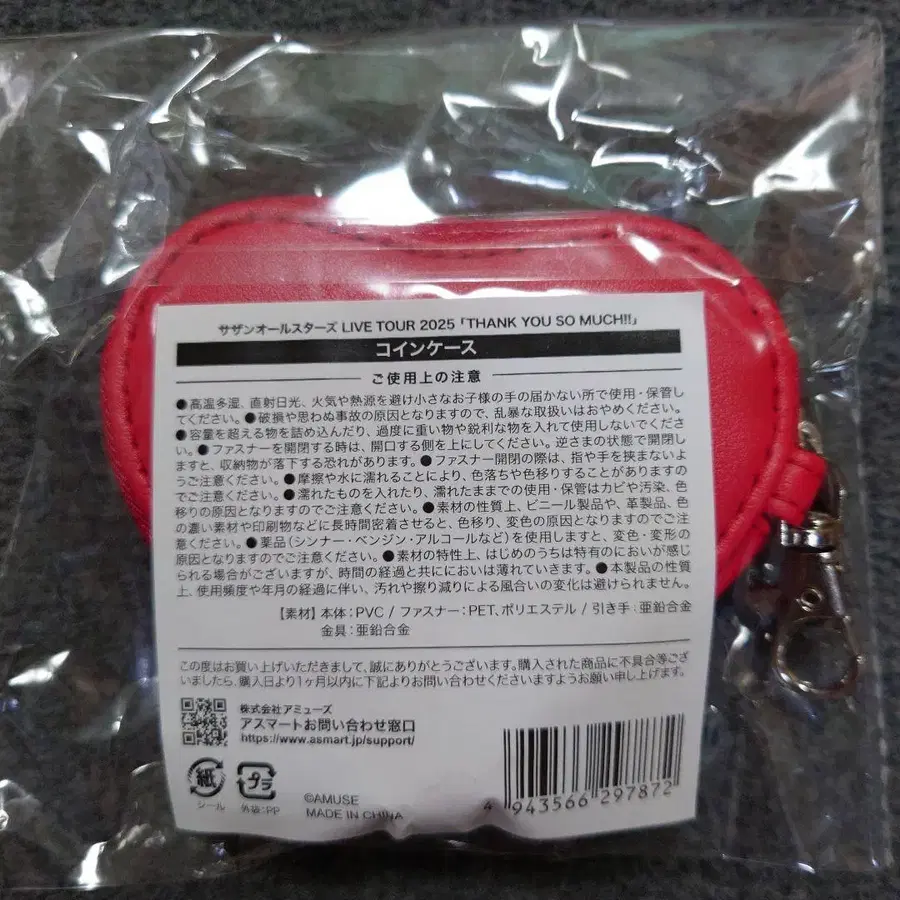 サザンオールスターズ LIVE TOUR 2025「THANK YOU SO MUCH!!」
コインケース
ご使用上の注意
●高温多湿、直射日光、火気や熱源を避け小さなお子様の手の届かない所で使用・保管し
てください。●破損や思わぬ事故の原因となりますので、乱暴な取扱いはおやめください。
●容量を超える物を詰め込んだり、過度に重い物や鋭利な物を入れて使用しないでくださ
い。●ファスナーを開閉する時は、開口する側を上にしてください。逆さまの状態で開閉し
ますと、収納物が落下する恐れがあります。●ファスナー開閉の際は、指や手を挟まないよ
うご注意ください。●摩擦や水に濡れることにより、色落ちや色移りすることがありますの
でご注意ください。●濡れたものを入れたり、濡れたままでの使用・保管はカビや汚染、色
移りの原因となりますのでご注意ください。●素材の性質上、ビニール製品や、革製品、色
の濃い素材や印刷物などに長時間密着させると、色移り、変色の原因となりますのでご注
意ください。●薬品（シンナー・ベンジン・アルコールなど）を使用しますと、変色・変形の
原因となりますのでご注意ください。●素材の特性上、はじめのうちは特有のにおいが感じ
られる場合がございますが、時間の経過と共ににおいは薄れていきます。●本製品の性質
上、使用頻度や年月の経過に伴い、汚れや擦り減りによる風合いの変化は避けられません。
【素材】本体：PVC / ファスナー：PET、ポリエステル / 引き手：亜鉛合金
金具：亜鉛合金
この度はお買い上げいただきまして、誠にありがとうございます。購入された商品に不具合等ござ
いましたら、購入日より1ヶ月以内に下記よりお問い合わせくださいますようお願い申し上げます。
株式会社アミューズ
アスマートお問い合わせ窓口
https://www.asmart.jp/support/
紙
シール
プラ
外袋:PP
©AMUSE
MADE IN CHINA
4 943566 297872